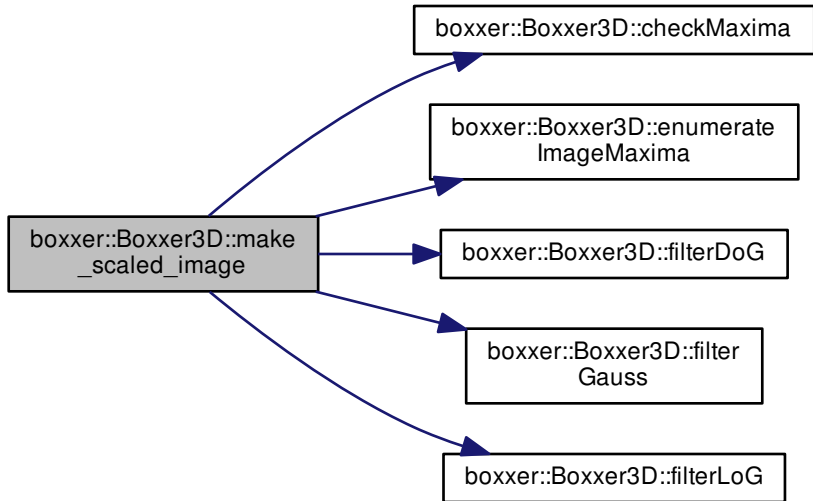 boxxer::Boxxer3D::make
_scaled_image
boxxer::Boxxer3D::checkMaxima
boxxer::Boxxer3D::enumerate
ImageMaxima
boxxer::Boxxer3D::filterDoG
boxxer::Boxxer3D::filter
Gauss
boxxer::Boxxer3D::filterLoG